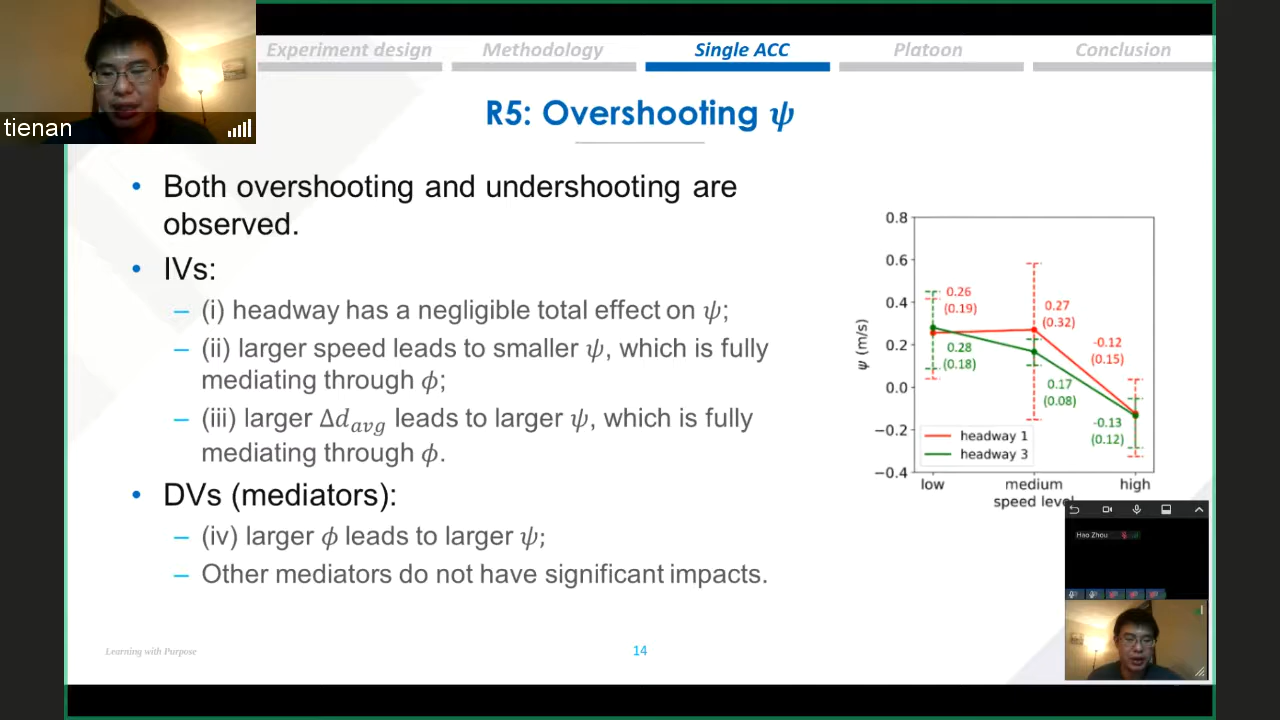 tienan
Experiment design
Methodology
Single ACC
Platoon
Conclusion
R5: Overshooting ψ
• Both overshooting and undershooting are
observed.
• IVs:
– (i) headway has a negligible total effect on ψ;
– (ii) larger speed leads to smaller ψ, which is fully
mediating through ϕ;
– (iii) larger Δd_avg leads to larger ψ, which is fully
mediating through ϕ.
• DVs (mediators):
– (iv) larger ϕ leads to larger ψ;
– Other mediators do not have significant impacts.
ψ (m/s)
0.8
0.6
0.4
0.2
0.0
−0.2
−0.4
0.26
(0.19)
0.28
(0.18)
0.27
(0.32)
0.17
(0.08)
-0.12
(0.15)
-0.13
(0.12)
headway 1
headway 3
low
medium
high
speed level
Hao Zhou
Learning with Purpose
14